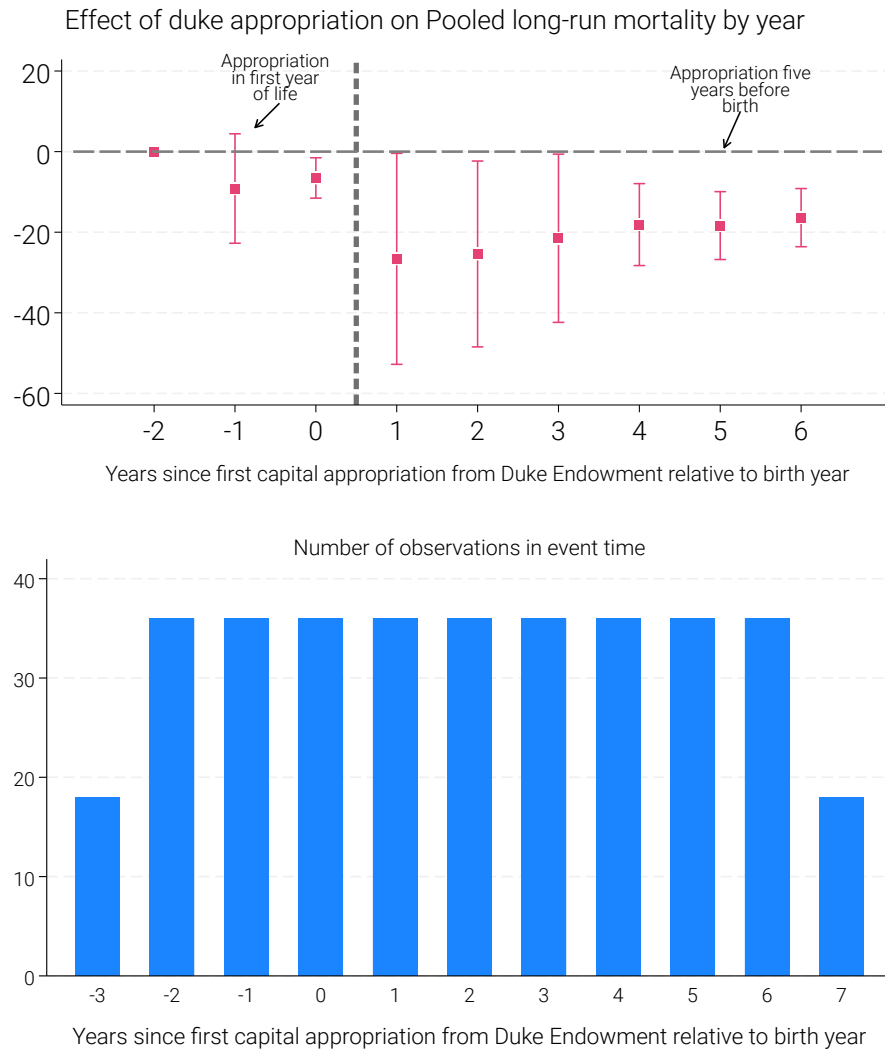 Effect of duke appropriation on Pooled long-run mortality by year
Appropriation
in first year
of life
Appropriation five
years before
birth
20
0
-20
-40
-60
-2 -1 0 1 2 3 4 5 6
Years since first capital appropriation from Duke Endowment relative to birth year
Number of observations in event time
40
30
20
10
0
-3 -2 -1 0 1 2 3 4 5 6 7
Years since first capital appropriation from Duke Endowment relative to birth year